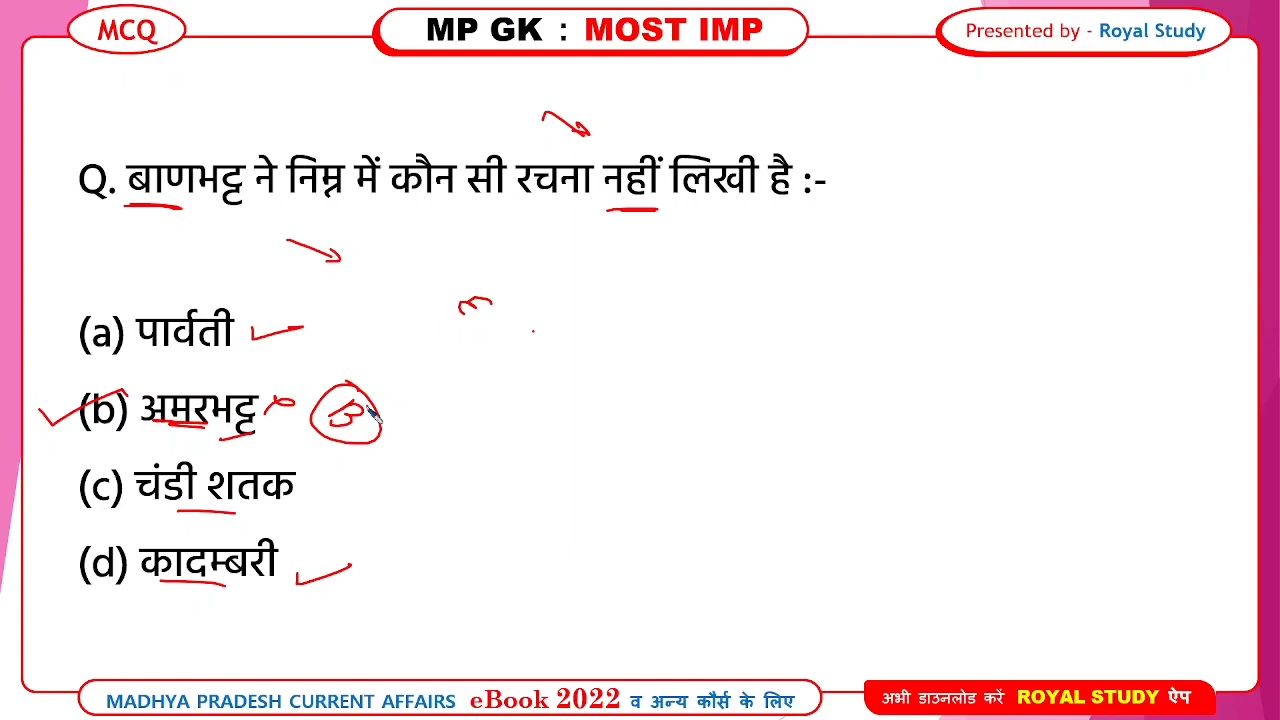 MCQ
MP GK : MOST IMP
Presented by - Royal Study
Q. बाणभट्ट ने निम्न में कौन सी रचना नहीं लिखी है :-
(a) पार्वती
(b) अमरभट्ट
B
(c) चंडी शतक
(d) कादम्बरी
MADHYA PRADESH CURRENT AFFAIRS eBook 2022 व अन्य कौर्स के लिए
अभी डाउनलोड करें ROYAL STUDY ऐप